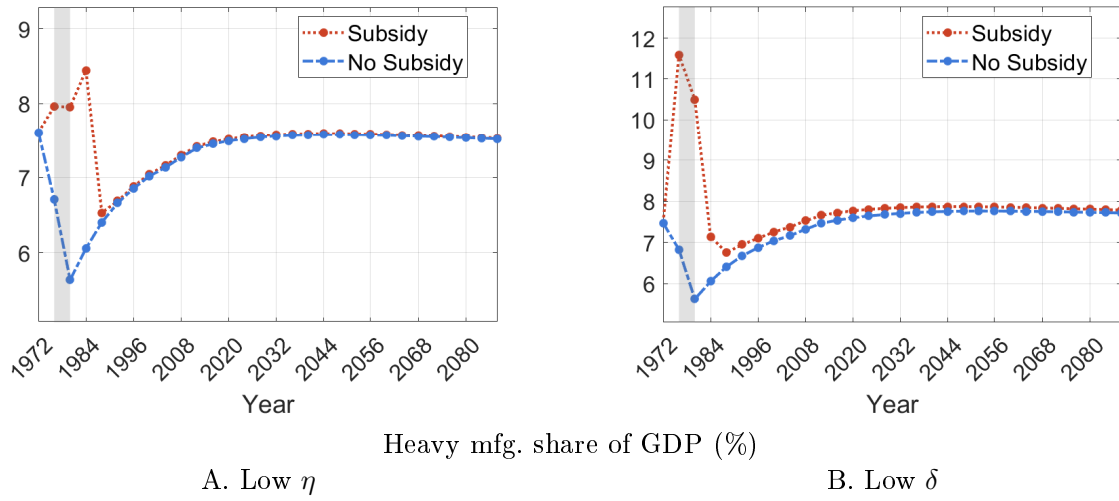 Subsidy
No Subsidy
9
8
7
6
1972 1984 1996 2008 2020 2032 2044 2056 2068 2080
Year
Subsidy
No Subsidy
12
11
10
9
8
7
6
1972 1984 1996 2008 2020 2032 2044 2056 2068 2080
Year
Heavy mfg. share of GDP (%)
A. Low η
B. Low δ